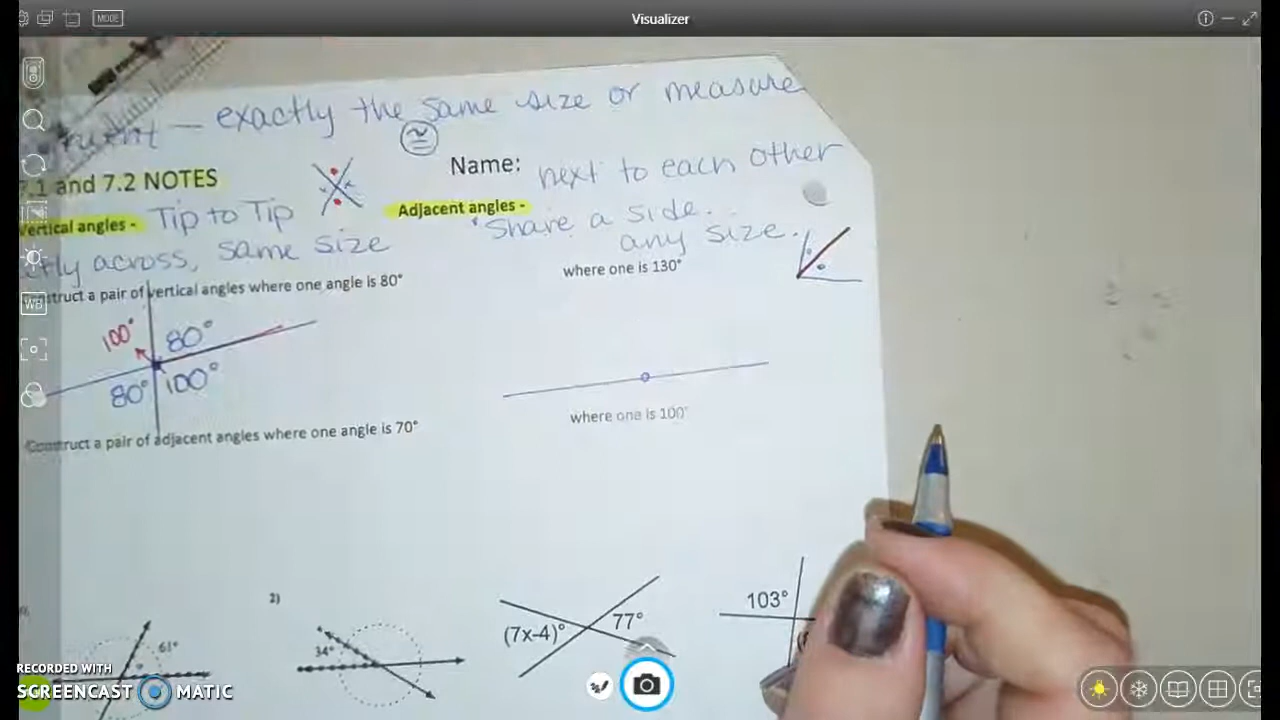 MODE
Visualizer
— exactly the same size or measure
≅
7.1 and 7.2 NOTES
Name:
next to each other
vertical angles - Tip to Tip
Adjacent angles -
Share a side.
any size.
across, same size
Construct a pair of vertical angles where one angle is 80°
where one is 130°
100° 80°
80° 100°
Construct a pair of adjacent angles where one angle is 70°
where one is 100°
2)
61°
34°
(7x-4)° 77°
103°
WB
RECORDED WITH
SCREENCAST MATIC